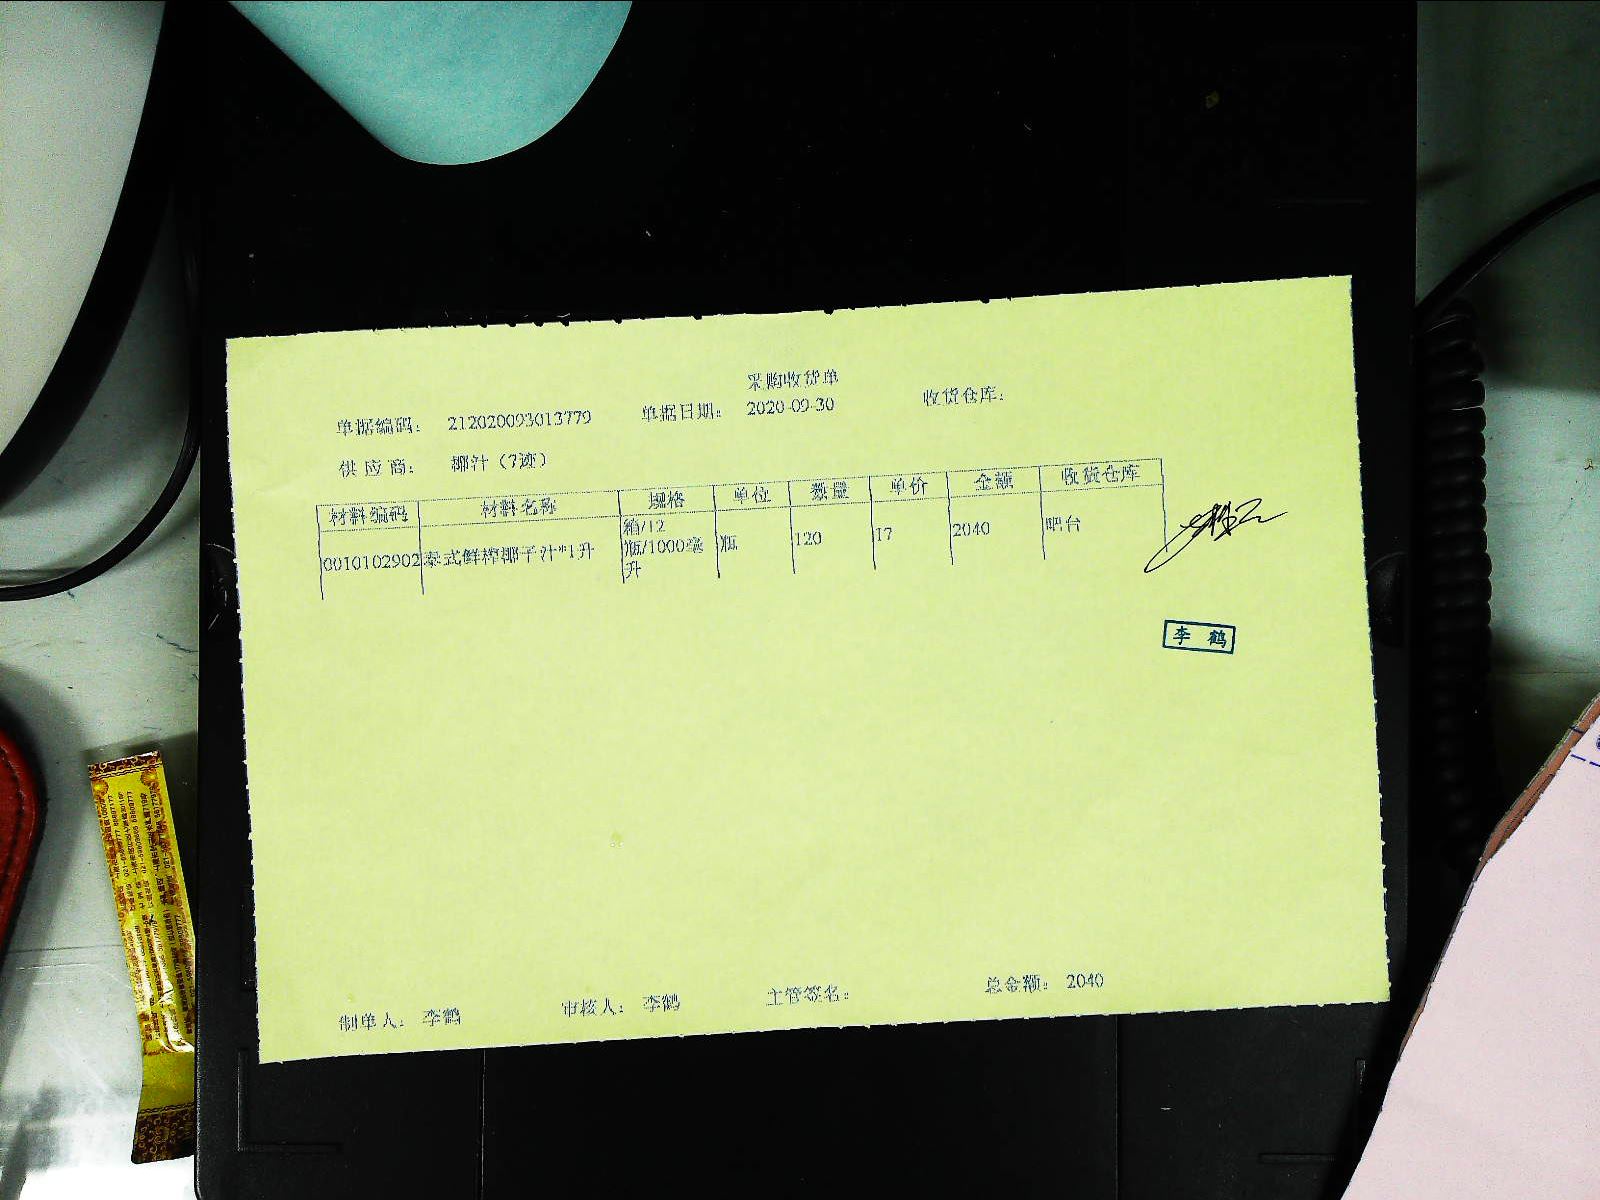 采购收货单
单据编码： 212020093013779 单据日期： 2020-09-30 收货仓库：
供应商： 椰汁（7迹）
材料编码 材料名称 规格 单位 数量 单价 金额 收货仓库
0010102902 泰式鲜榨椰子汁*1升 箱/12瓶/1000毫升 瓶 120 17 2040 吧台
李鹤
制单人： 李鹤 审核人： 李鹤 主管签名： 总金额： 2040